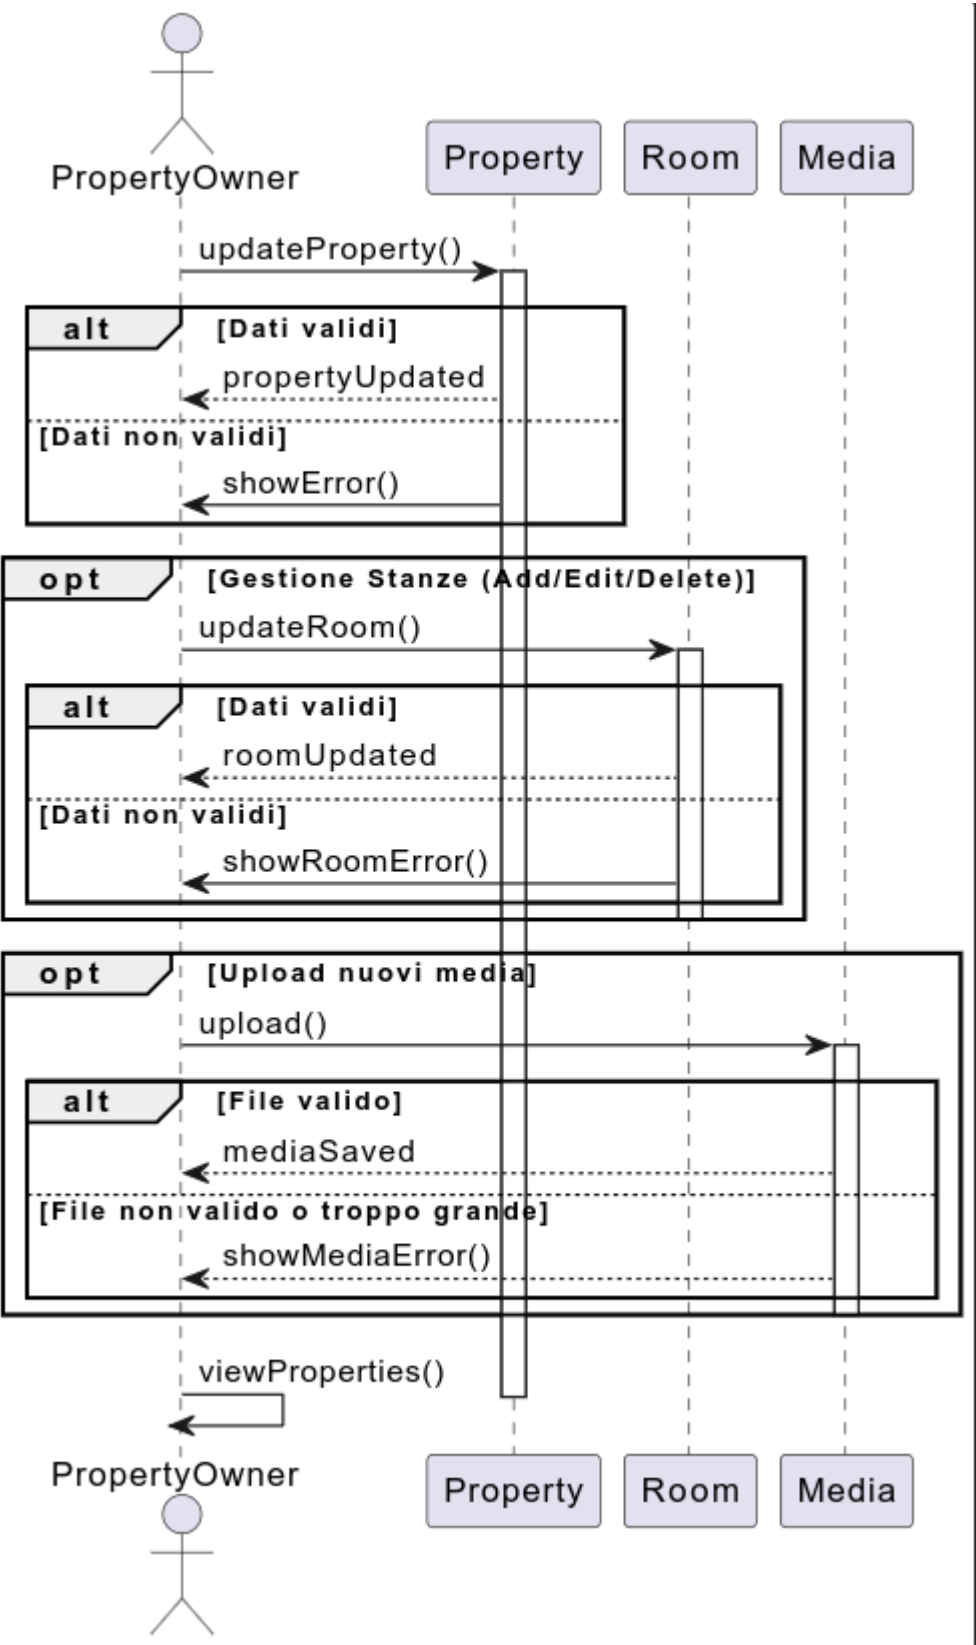 PropertyOwner
Property
Room
Media
updateProperty()
alt
[Dati validi]
propertyUpdated
[Dati non validi]
showError()
opt
[Gestione Stanze (Add/Edit/Delete)]
updateRoom()
alt
[Dati validi]
roomUpdated
[Dati non validi]
showRoomError()
opt
[Upload nuovi media]
upload()
alt
[File valido]
mediaSaved
[File non valido o troppo grande]
showMediaError()
viewProperties()
PropertyOwner
Property
Room
Media